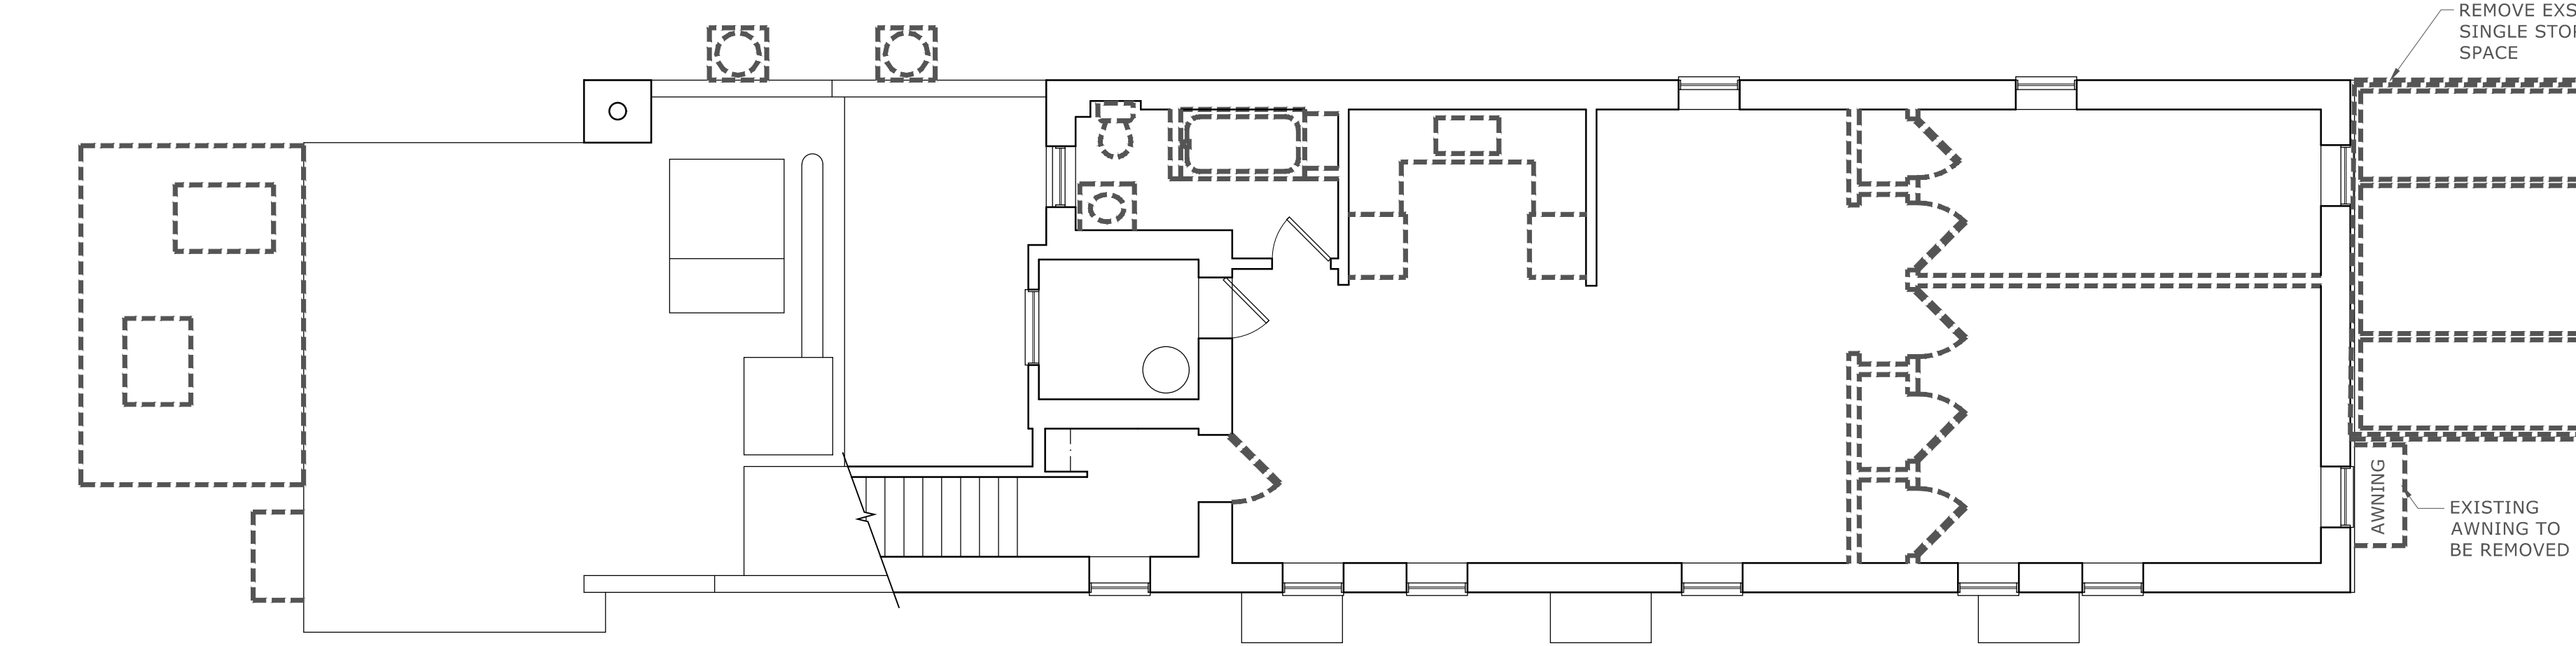 REMOVE EXS
SINGLE STO
SPACE
AWNING
EXISTING
AWNING TO
BE REMOVED